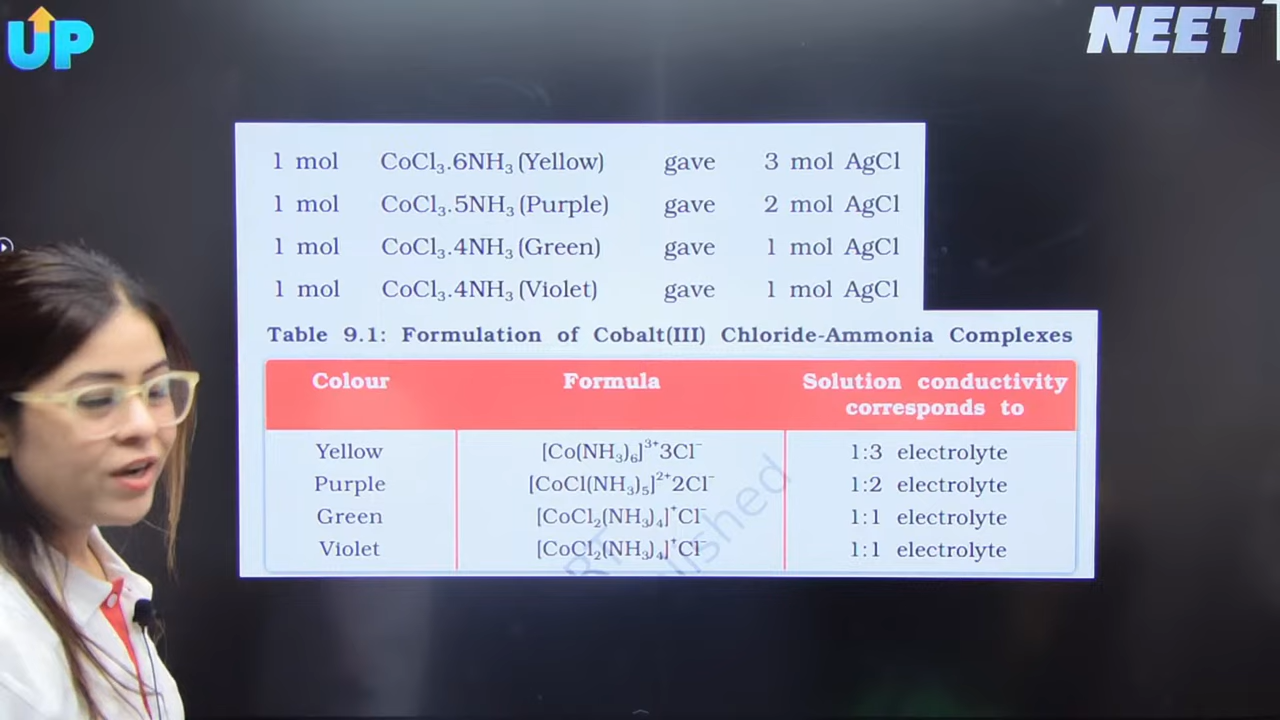 UP
NEET
1 mol CoCl₃.6NH₃ (Yellow) gave 3 mol AgCl
1 mol CoCl₃.5NH₃ (Purple) gave 2 mol AgCl
1 mol CoCl₃.4NH₃ (Green) gave 1 mol AgCl
1 mol CoCl₃.4NH₃ (Violet) gave 1 mol AgCl
Table 9.1: Formulation of Cobalt(III) Chloride-Ammonia Complexes
Colour Formula Solution conductivity
corresponds to
Yellow [Co(NH₃)₆]³⁺3Cl⁻ 1:3 electrolyte
Purple [CoCl(NH₃)₅]²⁺2Cl⁻ 1:2 electrolyte
Green [CoCl₂(NH₃)₄]⁺Cl⁻ 1:1 electrolyte
Violet [CoCl₂(NH₃)₄]⁺Cl⁻ 1:1 electrolyte